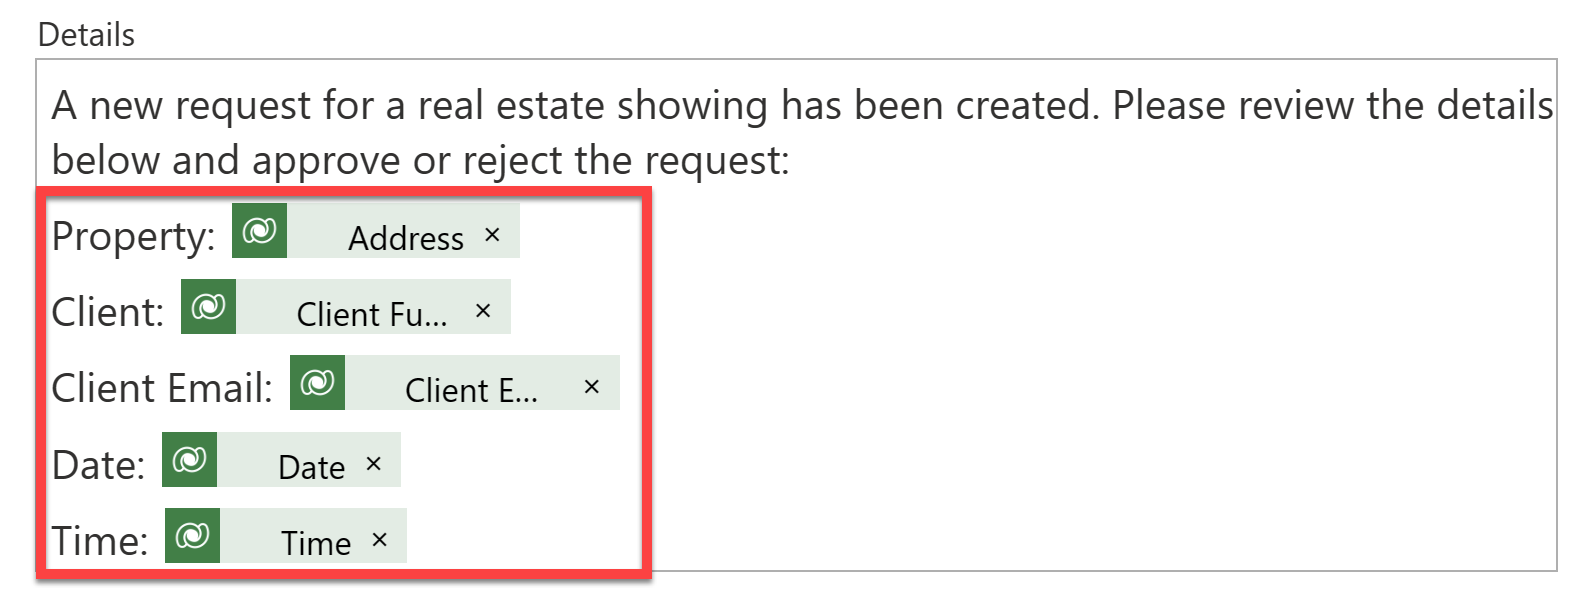 Details
A new request for a real estate showing has been created. Please review the details
below and approve or reject the request:
Property: Address ×
Client: Client Fu... ×
Client Email: Client E... ×
Date: Date ×
Time: Time ×